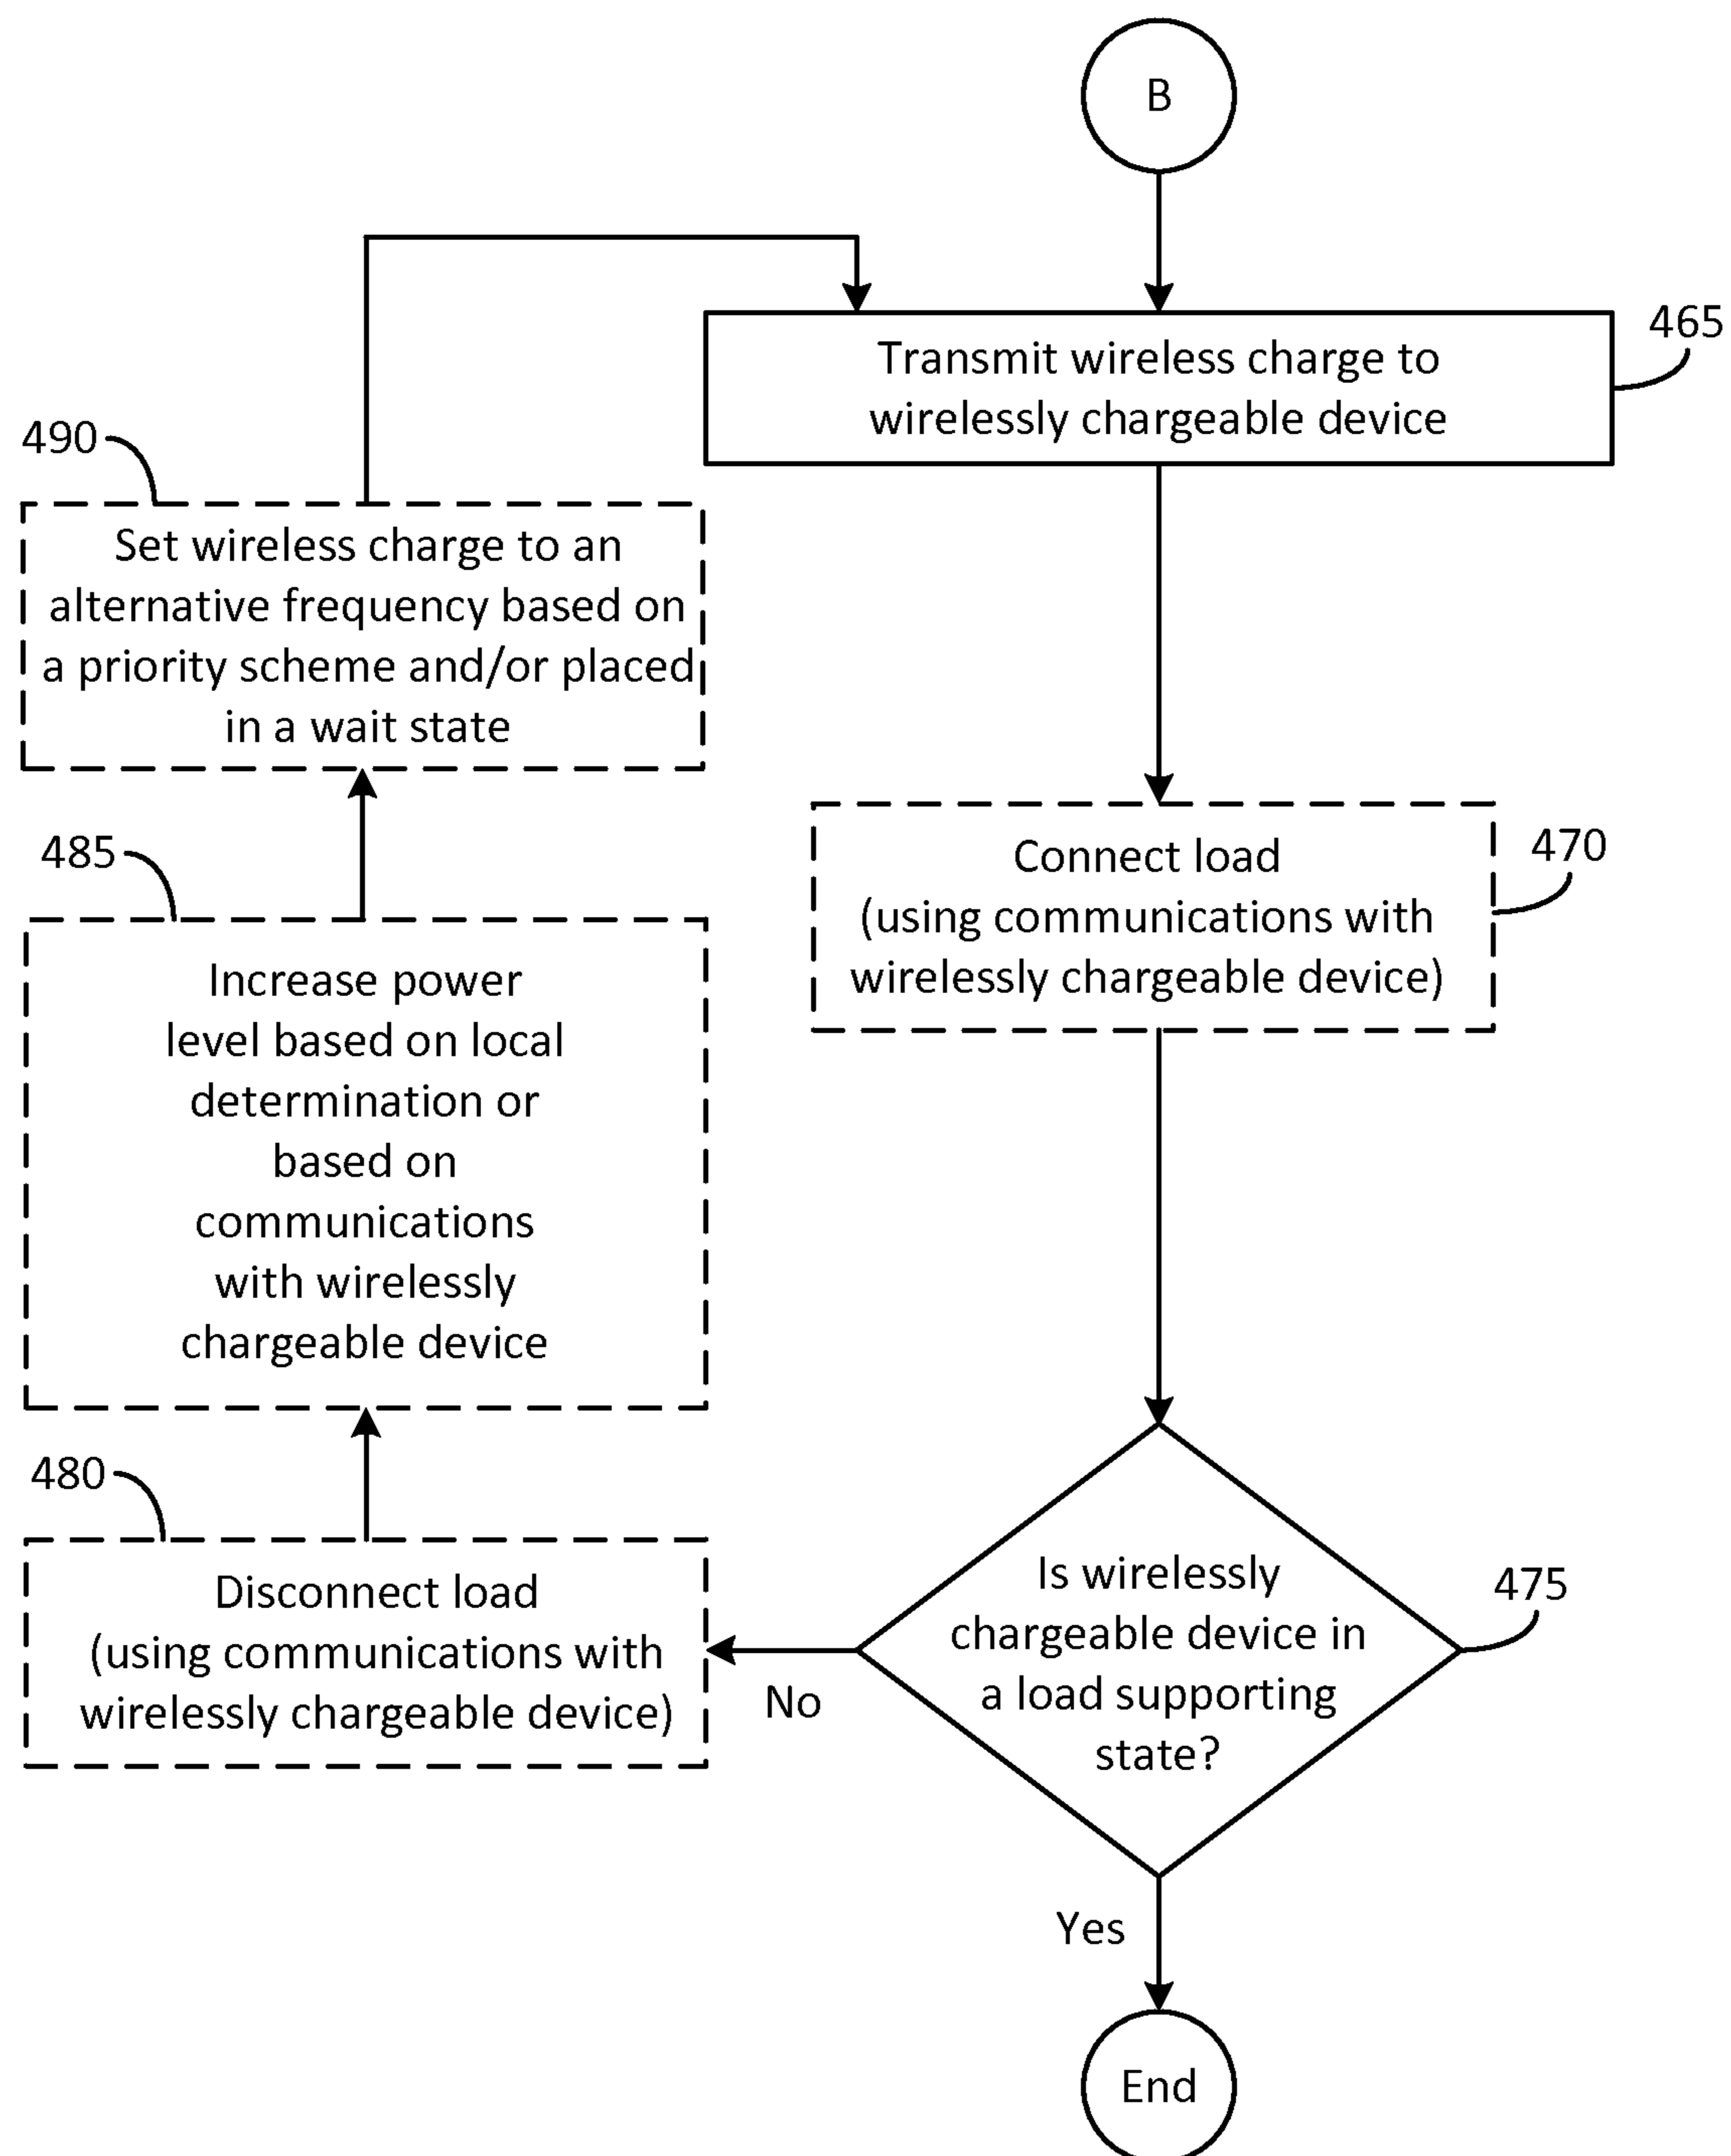 B
Transmit wireless charge to
wirelessly chargeable device
465
490
Set wireless charge to an
alternative frequency based on
a priority scheme and/or placed
in a wait state
Connect load
(using communications with
wirelessly chargeable device)
470
485
Increase power
level based on local
determination or
based on
communications
with wirelessly
chargeable device
480
Disconnect load
(using communications with
wirelessly chargeable device)
No
Is wirelessly
chargeable device in
a load supporting
state?
475
Yes
End